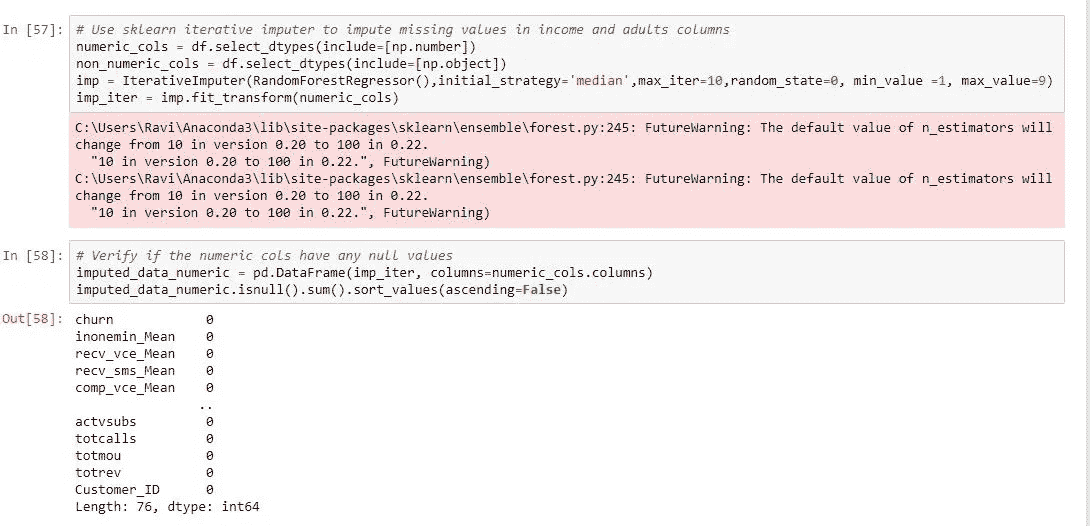 In [57]: # Use sklearn iterative imputer to impute missing values in income and adults columns
numeric_cols = df.select_dtypes(include=[np.number])
non_numeric_cols = df.select_dtypes(include=[np.object])
imp = IterativeImputer(RandomForestRegressor(),initial_strategy='median',max_iter=10,random_state=0, min_value =1, max_value=9)
imp_iter = imp.fit_transform(numeric_cols)
C:\Users\Ravi\Anaconda3\lib\site-packages\sklearn\ensemble\forest.py:245: FutureWarning: The default value of n_estimators will
change from 10 in version 0.20 to 100 in 0.22.
"10 in version 0.20 to 100 in 0.22.", FutureWarning)
C:\Users\Ravi\Anaconda3\lib\site-packages\sklearn\ensemble\forest.py:245: FutureWarning: The default value of n_estimators will
change from 10 in version 0.20 to 100 in 0.22.
"10 in version 0.20 to 100 in 0.22.", FutureWarning)
In [58]: # Verify if the numeric cols have any null values
imputed_data_numeric = pd.DataFrame(imp_iter, columns=numeric_cols.columns)
imputed_data_numeric.isnull().sum().sort_values(ascending=False)
Out[58]: churn 0
inonemin_Mean 0
recv_vce_Mean 0
recv_sms_Mean 0
comp_vce_Mean 0
..
actvsubs 0
totcalls 0
totmou 0
totrev 0
Customer_ID 0
Length: 76, dtype: int64